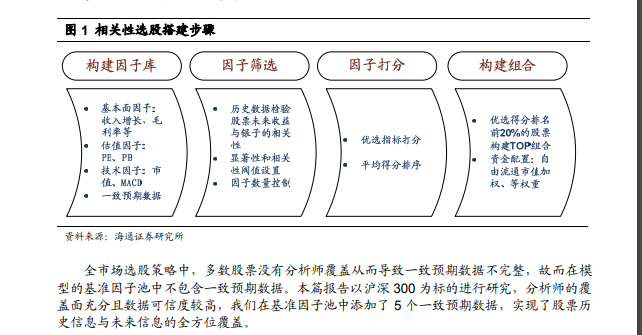 图 1 相关性选股搭建步骤
构建因子库
因子筛选
因子打分
构建组合
• 基本面因子：
收入增长、毛
利率等
• 估值因子：
PE、PB
• 技术因子：市
值、MACD
• 一致预期数据
• 历史数据检验
股票未来收益
与银子的相关
性
• 显著性和相关
性阀值设置
• 因子数量控制
• 优选指标打分
• 平均得分排序
• 优选得分排名
前20%的股票
构建TOP组合
• 资金配置：自
由流通市值加
权、等权重
资料来源：海通证券研究所
全市场选股策略中，多数股票没有分析师覆盖从而导致一致预期数据不完整，故而在模
型的基准因子池中不包含一致预期数据。本篇报告以沪深 300 为标的进行研究，分析师的覆
盖面充分且数据可信度较高，我们在基准因子池中添加了 5 个一致预期数据，实现了股票历
史信息与未来信息的全方位覆盖。